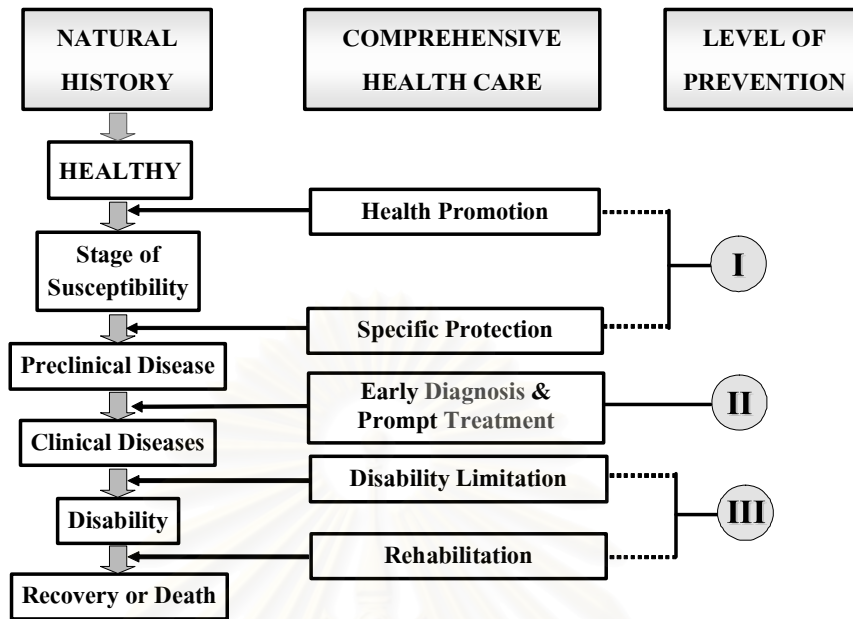 NATURAL
HISTORY
COMPREHENSIVE
HEALTH CARE
LEVEL OF
PREVENTION
HEALTHY
Health Promotion
Stage of
Susceptibility
I
Specific Protection
Preclinical Disease
Early Diagnosis &
Prompt Treatment
II
Clinical Diseases
Disability Limitation
Disability
III
Rehabilitation
Recovery or Death